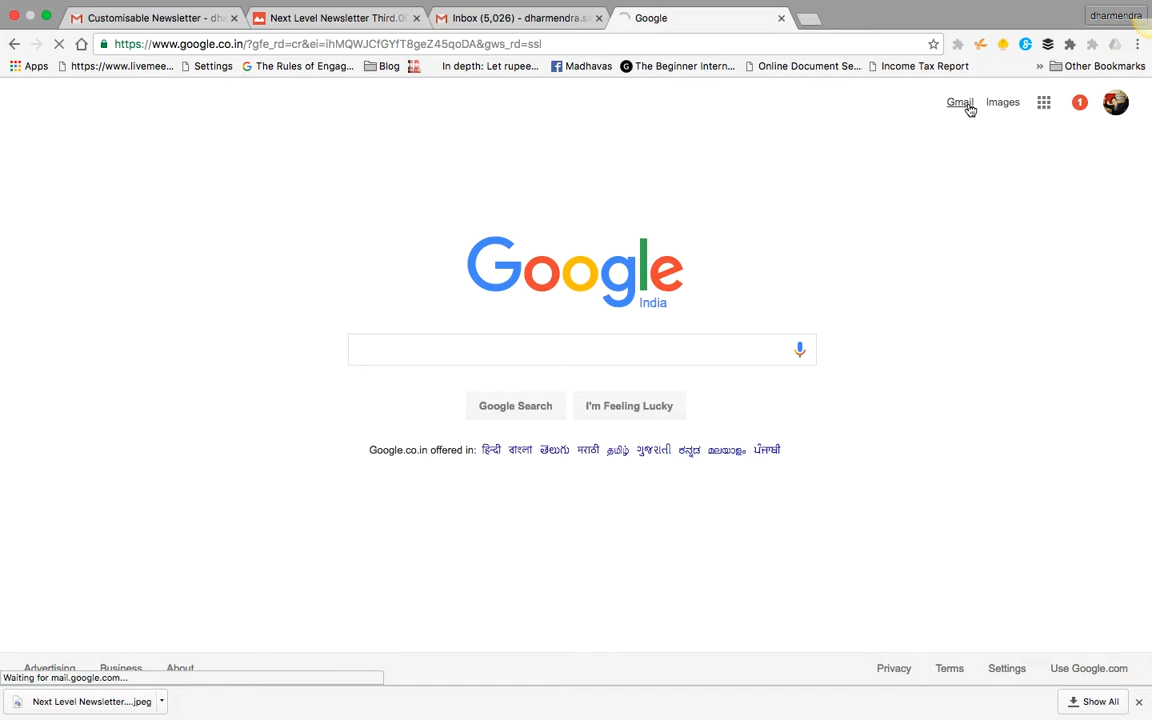 Customisable Newsletter - dha
Next Level Newsletter Third.00
Inbox (5,026) - dharmendra.sa
Google
dharmendra
https://www.google.co.in/?gfe_rd=cr&ei=ihMQWJCfGYfT8geZ45qoDA&gws_rd=ssl
Apps
https://www.livemee...
Settings
The Rules of Engag...
Blog
In depth: Let rupee...
Madhavas
The Beginner Intern...
Online Document Se...
Income Tax Report
»
Other Bookmarks
Gmail
Images
1
Google
India
Google Search
I'm Feeling Lucky
Google.co.in offered in: हिन्दी বাংলা తెలుగు मराठी தமிழ் ગુજરાતી ಕನ್ನಡ മലയാളം ਪੰਜਾਬੀ
Advertising
Business
About
Privacy
Terms
Settings
Use Google.com
Waiting for mail.google.com...
Next Level Newsletter....jpeg
Show All